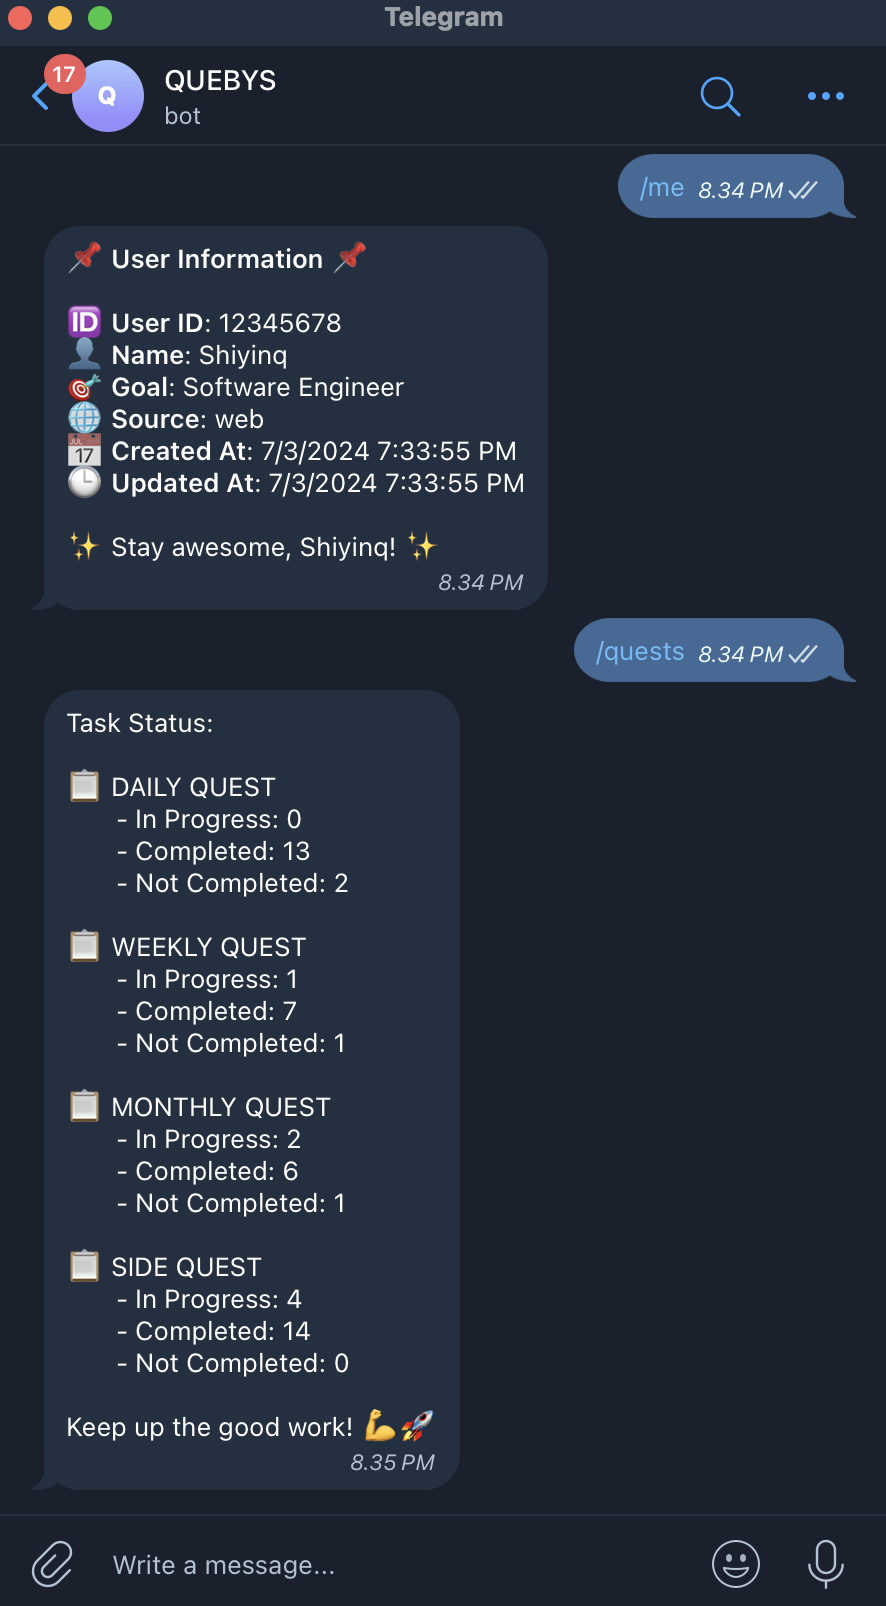 Telegram
17
Q
QUEBYS
bot
/me 8.34 PM
📌 User Information 📌
🆔 User ID: 12345678
👤 Name: Shiyinq
🎯 Goal: Software Engineer
🌐 Source: web
📅 Created At: 7/3/2024 7:33:55 PM
🕒 Updated At: 7/3/2024 7:33:55 PM
✨ Stay awesome, Shiyinq! ✨
8.34 PM
/quests 8.34 PM
Task Status:
📋 DAILY QUEST
- In Progress: 0
- Completed: 13
- Not Completed: 2
📋 WEEKLY QUEST
- In Progress: 1
- Completed: 7
- Not Completed: 1
📋 MONTHLY QUEST
- In Progress: 2
- Completed: 6
- Not Completed: 1
📋 SIDE QUEST
- In Progress: 4
- Completed: 14
- Not Completed: 0
Keep up the good work! 💪🚀
8.35 PM
Write a message...